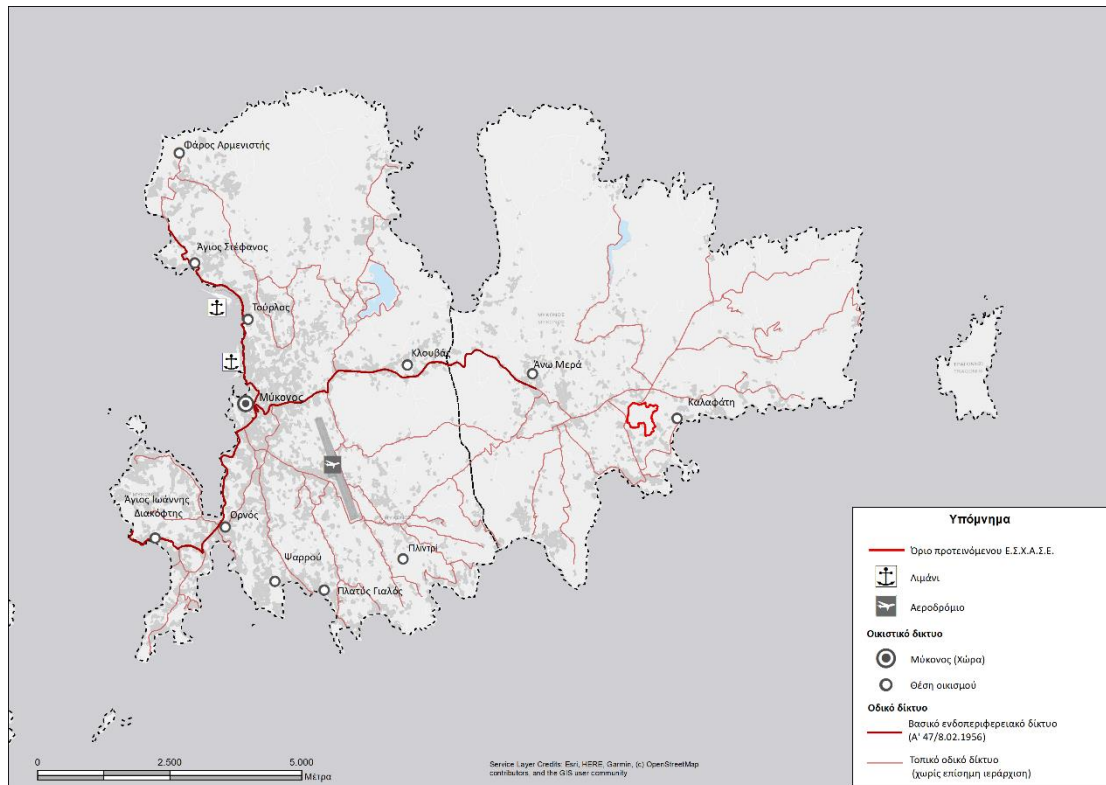 Φάρος Αρμενιστής
Άγιος Στέφανος
Τούρλος
Κλουβάς
Άνω Μερά
Μύκονος
Καλαφάτη
Άγιος Ιωάννης
Διακόφτης
Ορνός
Ψαρρού
Πλατύς Γιαλός
Πλιντρί
Υπόμνημα
Όριο προτεινόμενου Ε.Σ.Χ.Α.Σ.Ε.
Λιμάνι
Αεροδρόμιο
Οικιστικό δίκτυο
Μύκονος (Χώρα)
Θέση οικισμού
Οδικό δίκτυο
Βασικό ενδοπεριφερειακό δίκτυο
(Α' 47/8.02.1956)
Τοπικό οδικό δίκτυο
(χωρίς επίσημη ιεράρχιση)
0 2.500 5.000
Μέτρα
Service Layer Credits: Esri, HERE, Garmin, (c) OpenStreetMap
contributors, and the GIS user community